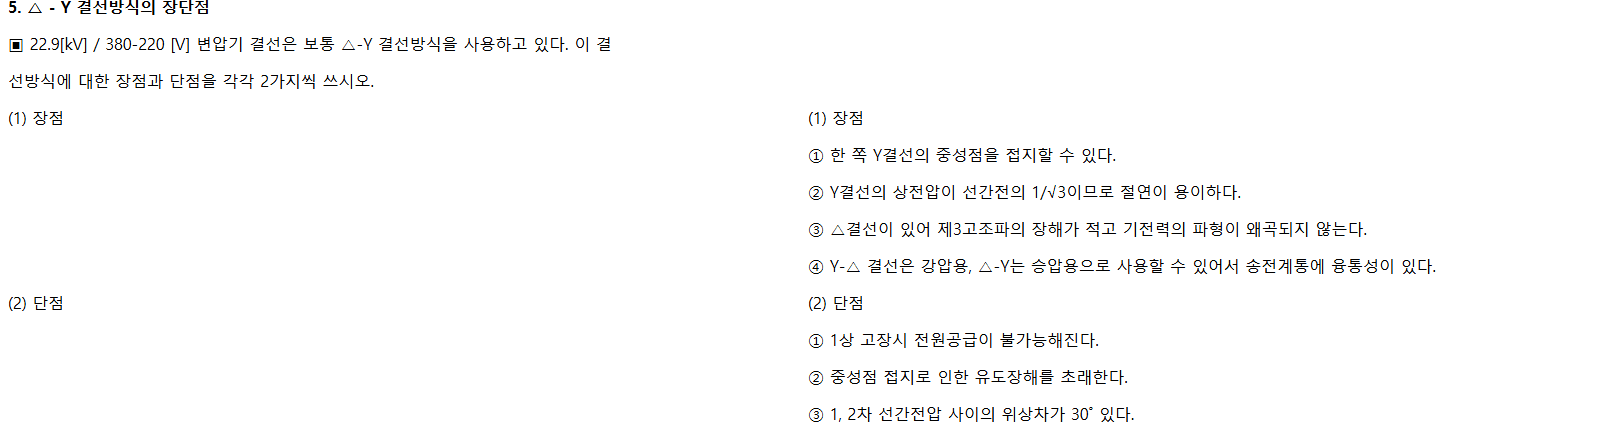 5. △ - Y 결선방식의 장단점
▣ 22.9[kV] / 380-220 [V] 변압기 결선은 보통 △-Y 결선방식을 사용하고 있다. 이 결
선방식에 대한 장점과 단점을 각각 2가지씩 쓰시오.
(1) 장점
(2) 단점
(1) 장점
① 한 쪽 Y결선의 중성점을 접지할 수 있다.
② Y결선의 상전압이 선간전의 1/√3이므로 절연이 용이하다.
③ △결선이 있어 제3고조파의 장해가 적고 기전력의 파형이 왜곡되지 않는다.
④ Y-△ 결선은 강압용, △-Y는 승압용으로 사용할 수 있어서 송전계통에 융통성이 있다.
(2) 단점
① 1상 고장시 전원공급이 불가능해진다.
② 중성점 접지로 인한 유도장해를 초래한다.
③ 1, 2차 선간전압 사이의 위상차가 30˚ 있다.